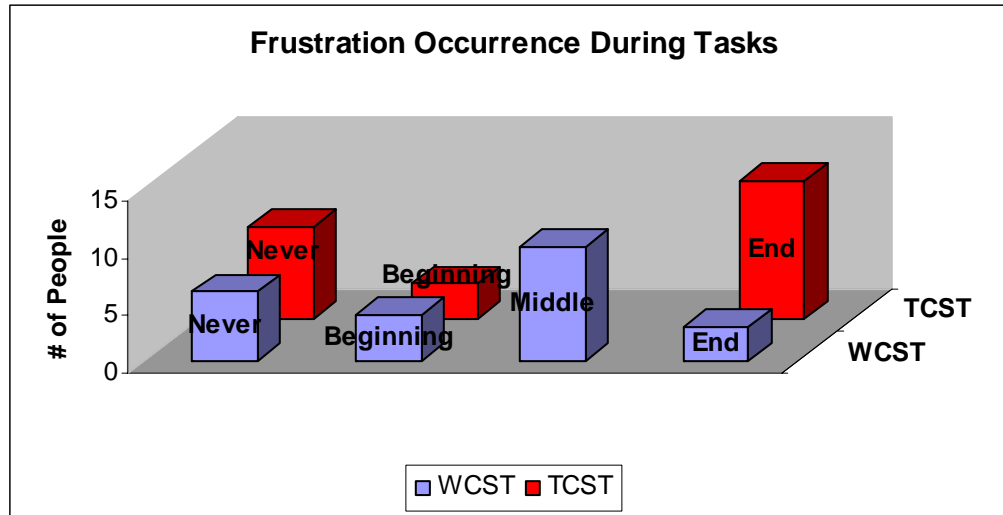 Frustration Occurrence During Tasks
# of People
15
10
5
0
Never
Beginning
End
Never
Beginning
Middle
End
TCST
WCST
WCST TCST